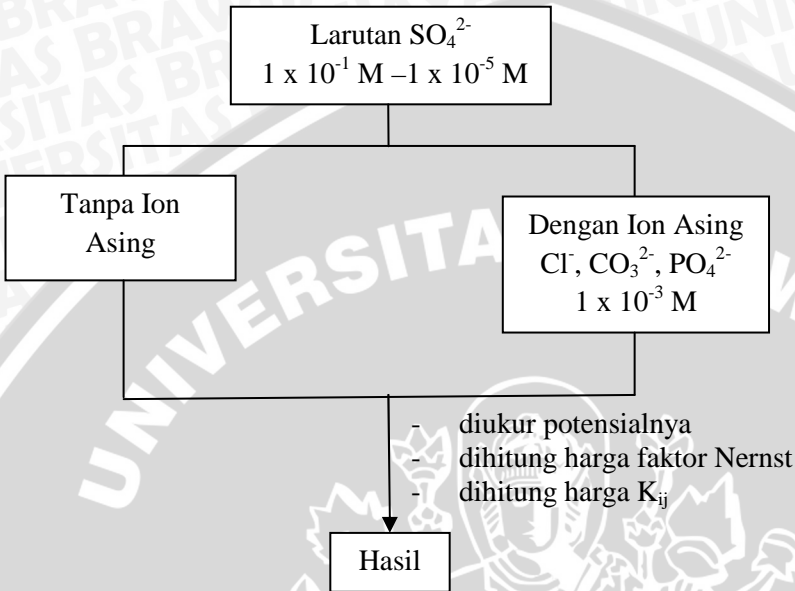 Larutan SO₄²⁻
1 x 10⁻¹ M –1 x 10⁻⁵ M
Tanpa Ion
Asing
Dengan Ion Asing
Cl⁻, CO₃²⁻, PO₄²⁻
1 x 10⁻³ M
- diukur potensialnya
- dihitung harga faktor Nernst
- dihitung harga Kᵢⱼ
Hasil
UNIVERSITA